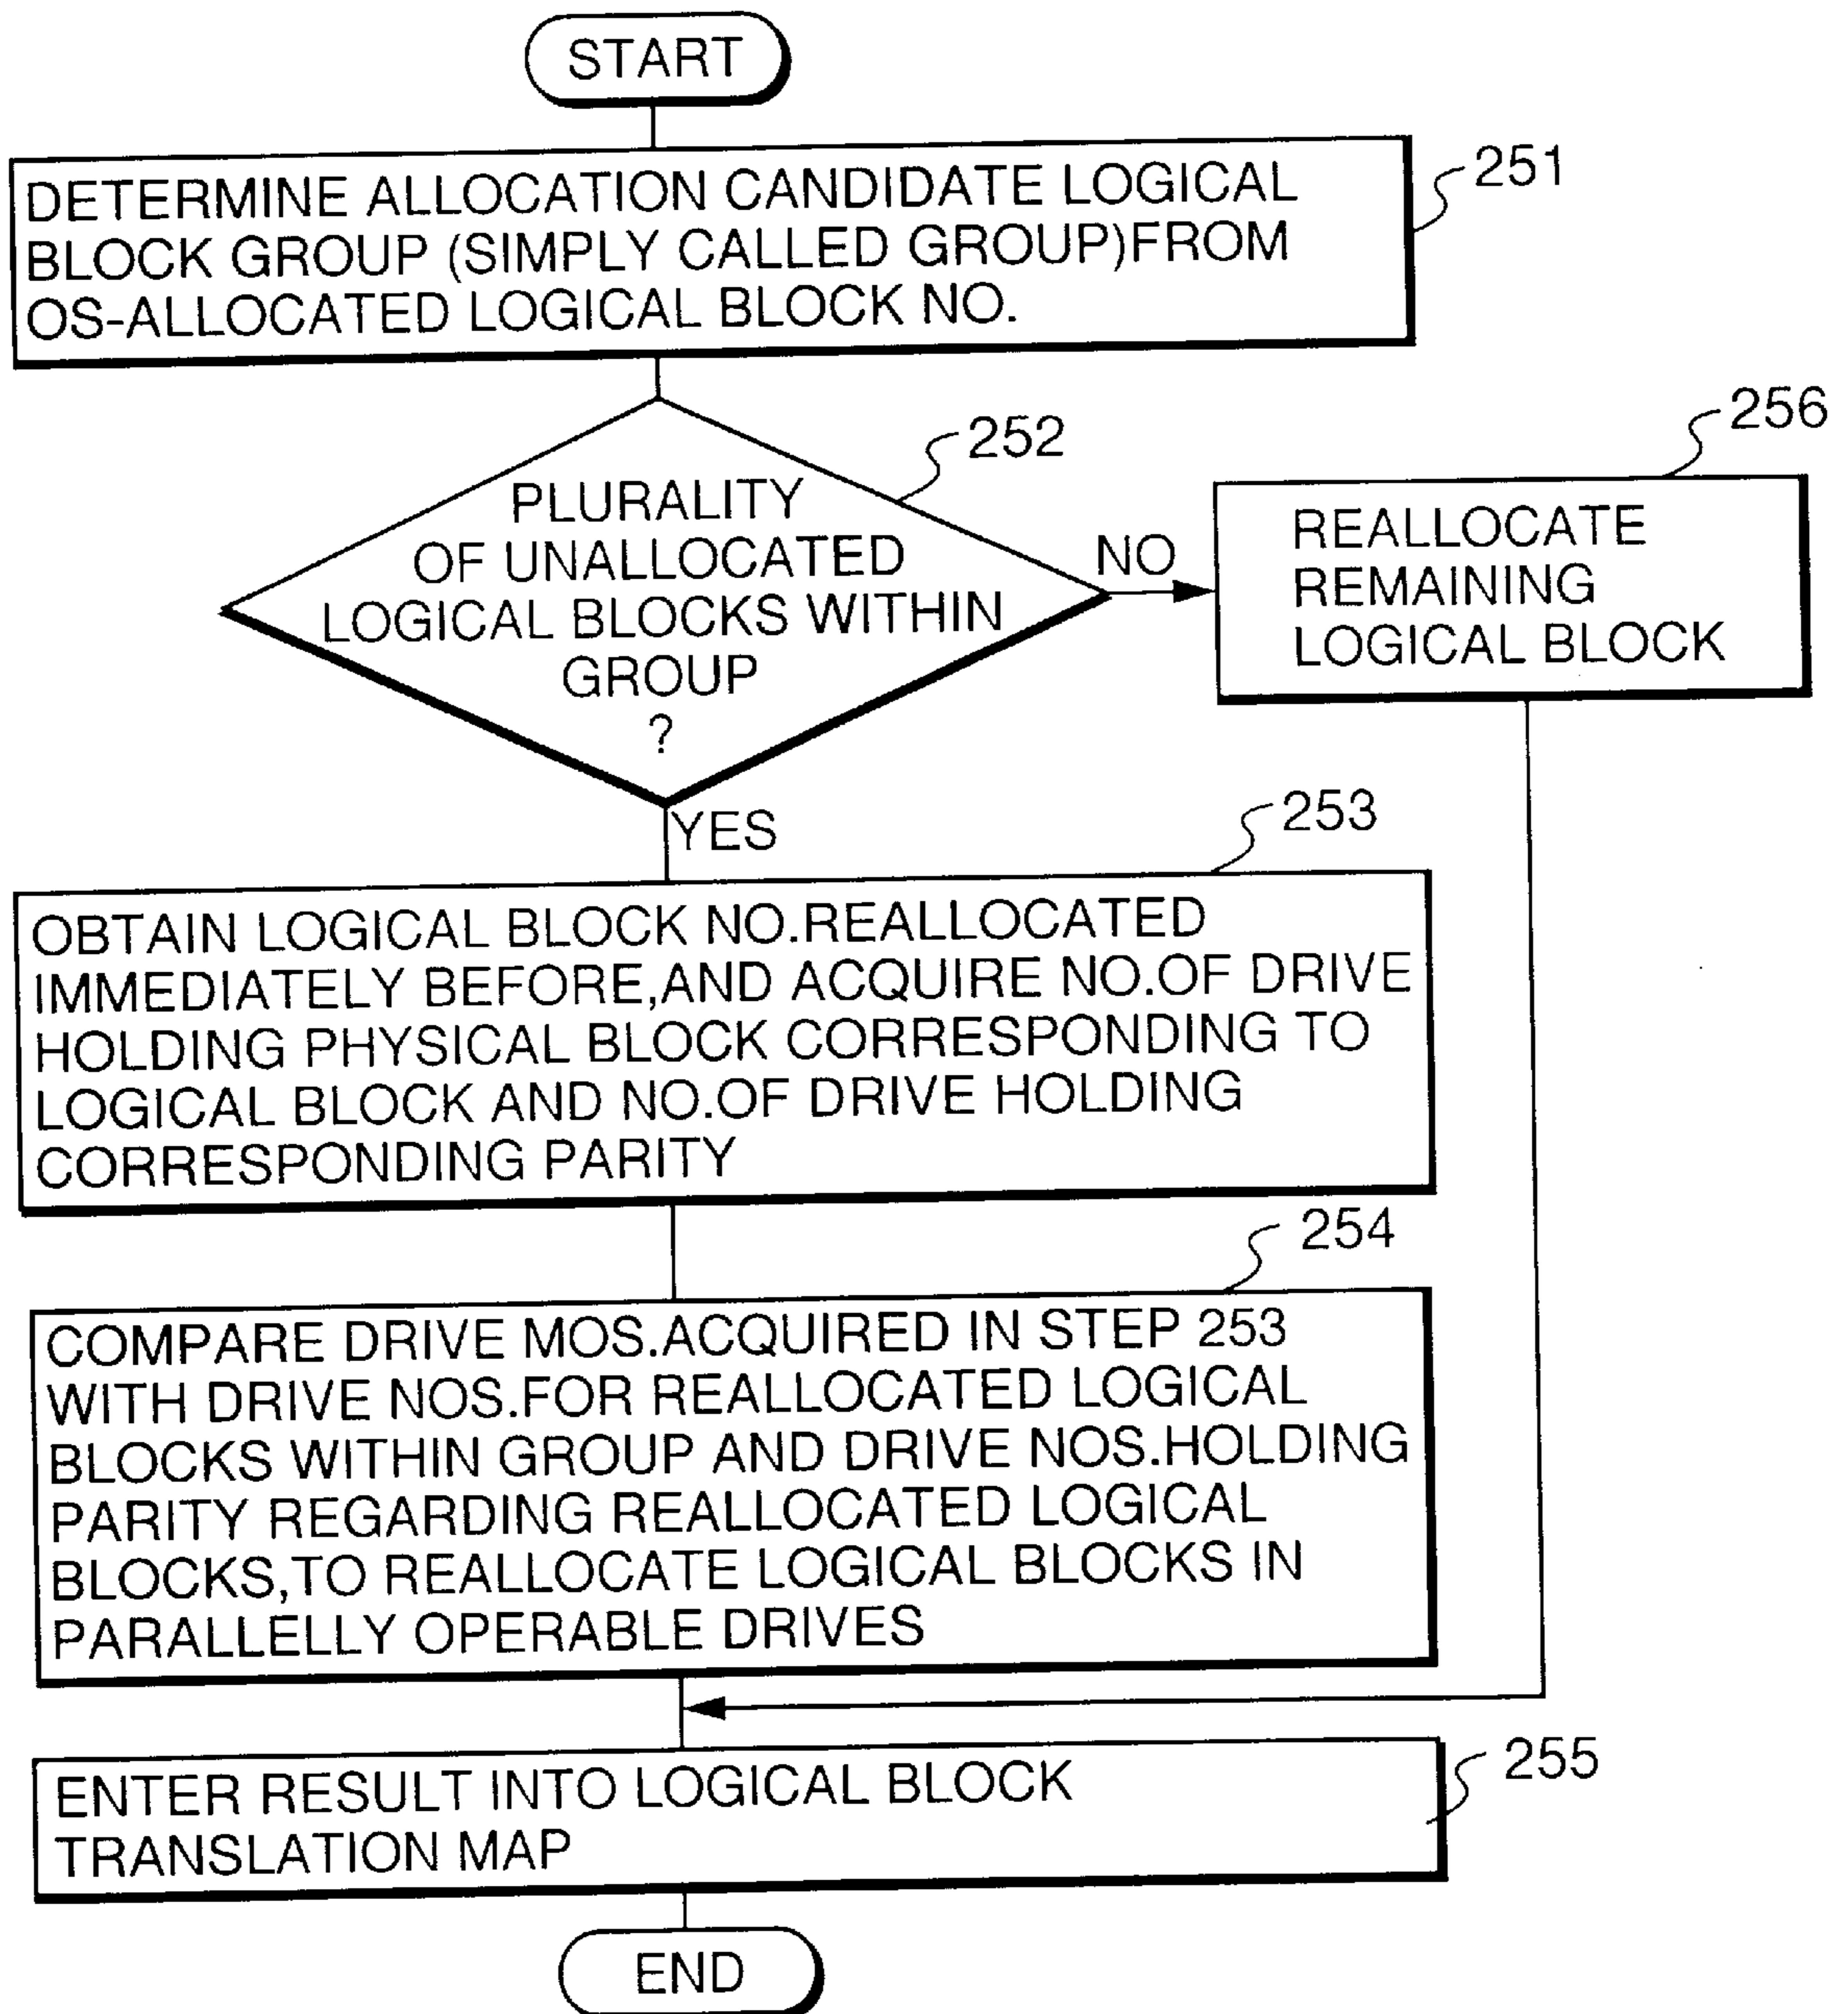 START
DETERMINE ALLOCATION CANDIDATE LOGICAL
BLOCK GROUP (SIMPLY CALLED GROUP)FROM
OS-ALLOCATED LOGICAL BLOCK NO.
251
PLURALITY
OF UNALLOCATED
LOGICAL BLOCKS WITHIN
GROUP
?
252
NO
REALLOCATE
REMAINING
LOGICAL BLOCK
256
YES
OBTAIN LOGICAL BLOCK NO.REALLOCATED
IMMEDIATELY BEFORE,AND ACQUIRE NO.OF DRIVE
HOLDING PHYSICAL BLOCK CORRESPONDING TO
LOGICAL BLOCK AND NO.OF DRIVE HOLDING
CORRESPONDING PARITY
253
COMPARE DRIVE MOS.ACQUIRED IN STEP 253
WITH DRIVE NOS.FOR REALLOCATED LOGICAL
BLOCKS WITHIN GROUP AND DRIVE NOS.HOLDING
PARITY REGARDING REALLOCATED LOGICAL
BLOCKS,TO REALLOCATE LOGICAL BLOCKS IN
PARALLELLY OPERABLE DRIVES
254
ENTER RESULT INTO LOGICAL BLOCK
TRANSLATION MAP
255
END